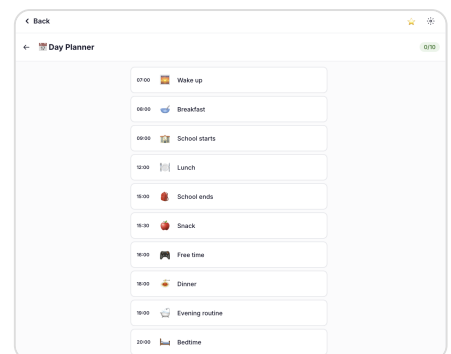 Back
Day Planner
0/10
07:00 Wake up
08:00 Breakfast
09:00 School starts
12:00 Lunch
15:00 School ends
15:30 Snack
16:00 Free time
18:00 Dinner
19:00 Evening routine
20:00 Bedtime